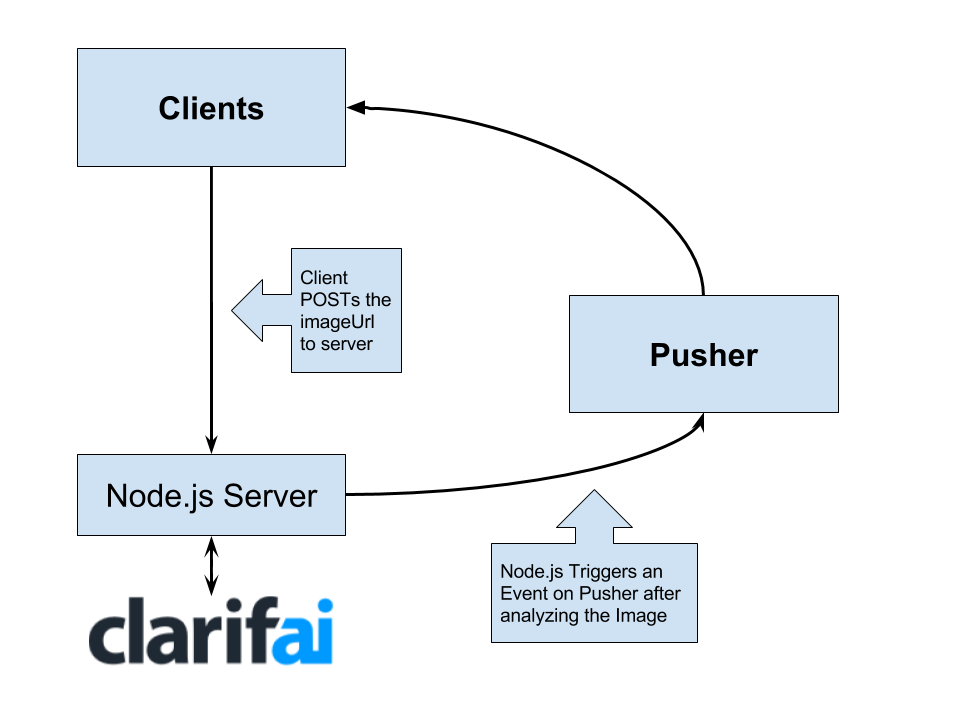 Clients
Client
POSTs the
imageUrl
to server
Pusher
Node.js Server
Node.js Triggers an
Event on Pusher after
analyzing the Image
clarifai